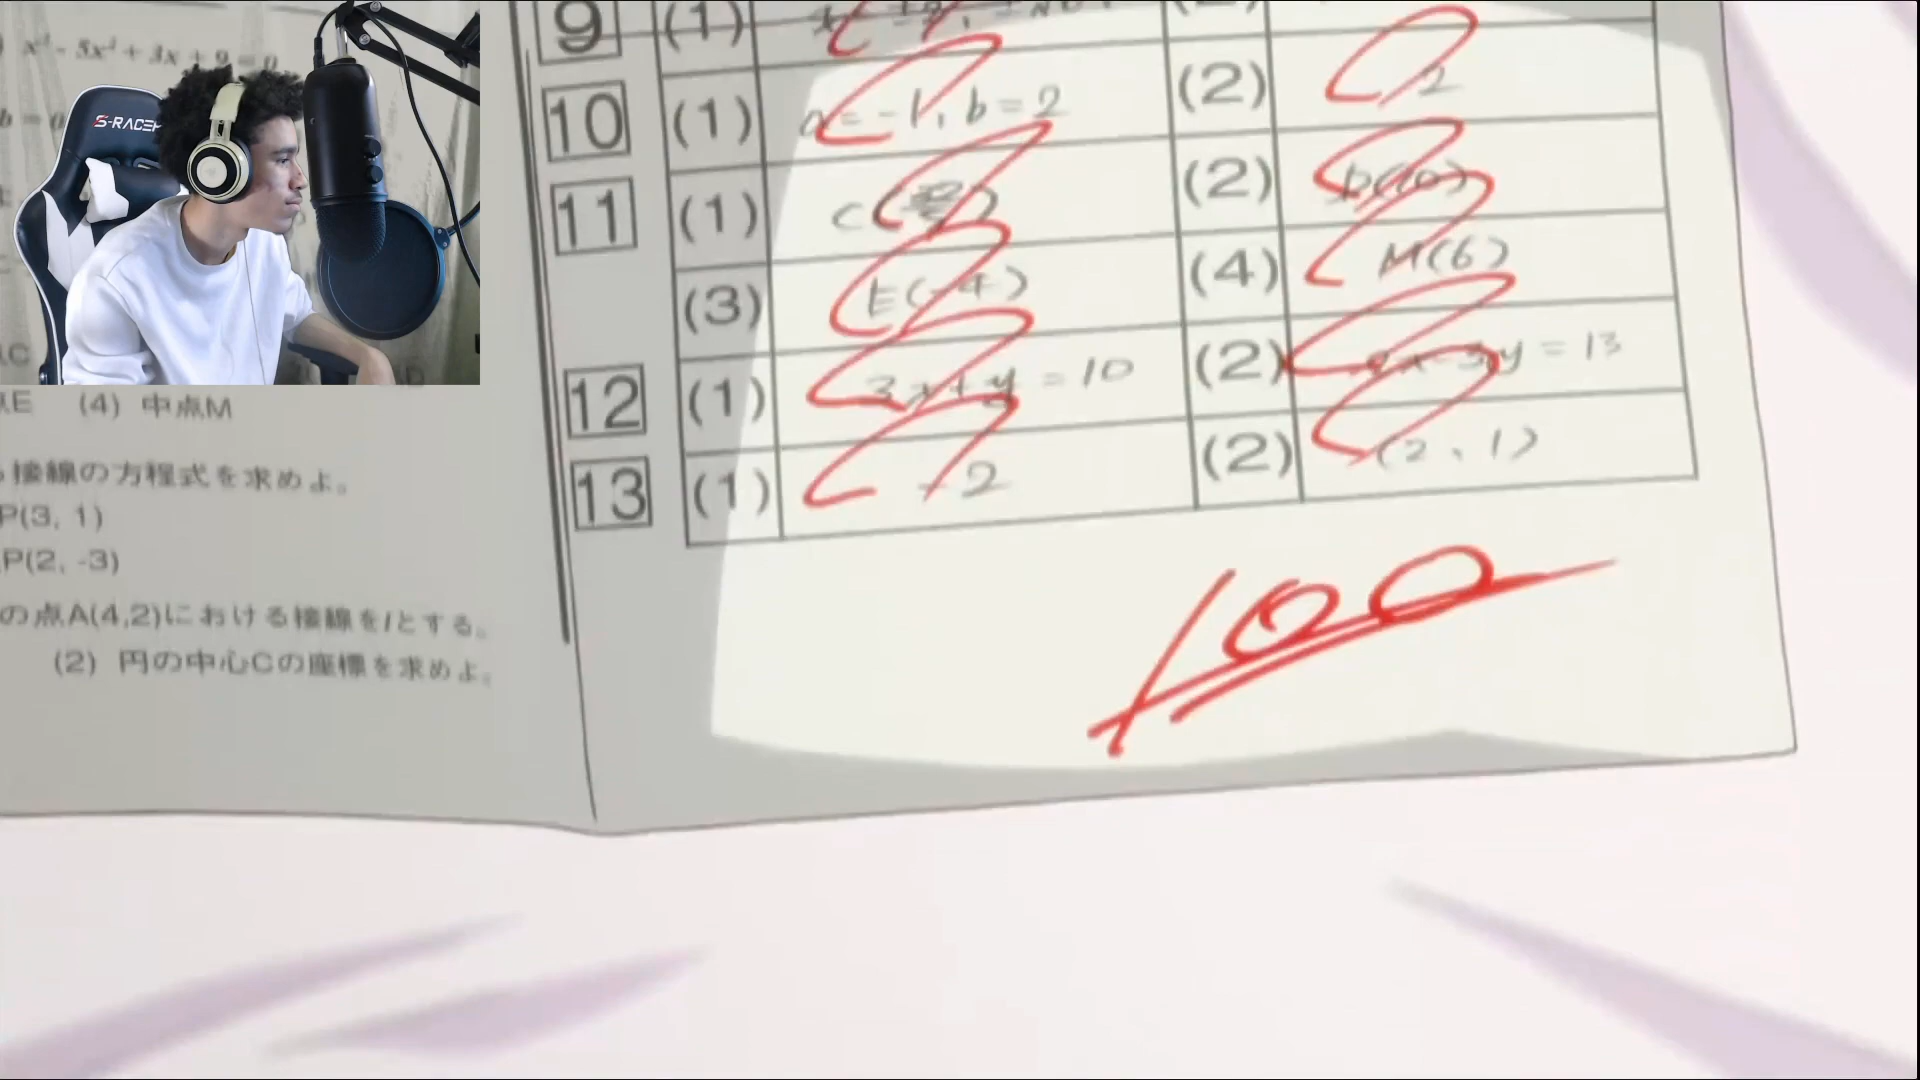 x³ - 5x² + 3x + 9 = 0
S-RACER
(4) 中点M
接線の方程式を求めよ。
P(3, 1)
P(2, -3)
の点A(4,2)における接線をlとする。
(2) 円の中心Cの座標を求めよ。
9 (1)
10 (1) a = -1, b = 2 (2) 2
11 (1) C( ) (2) D(10)
(3) E(-4) (4) M(6)
12 (1) 3x+y = 10 (2) 2x-3y = 13
13 (1) -2 (2) (2、1)
100